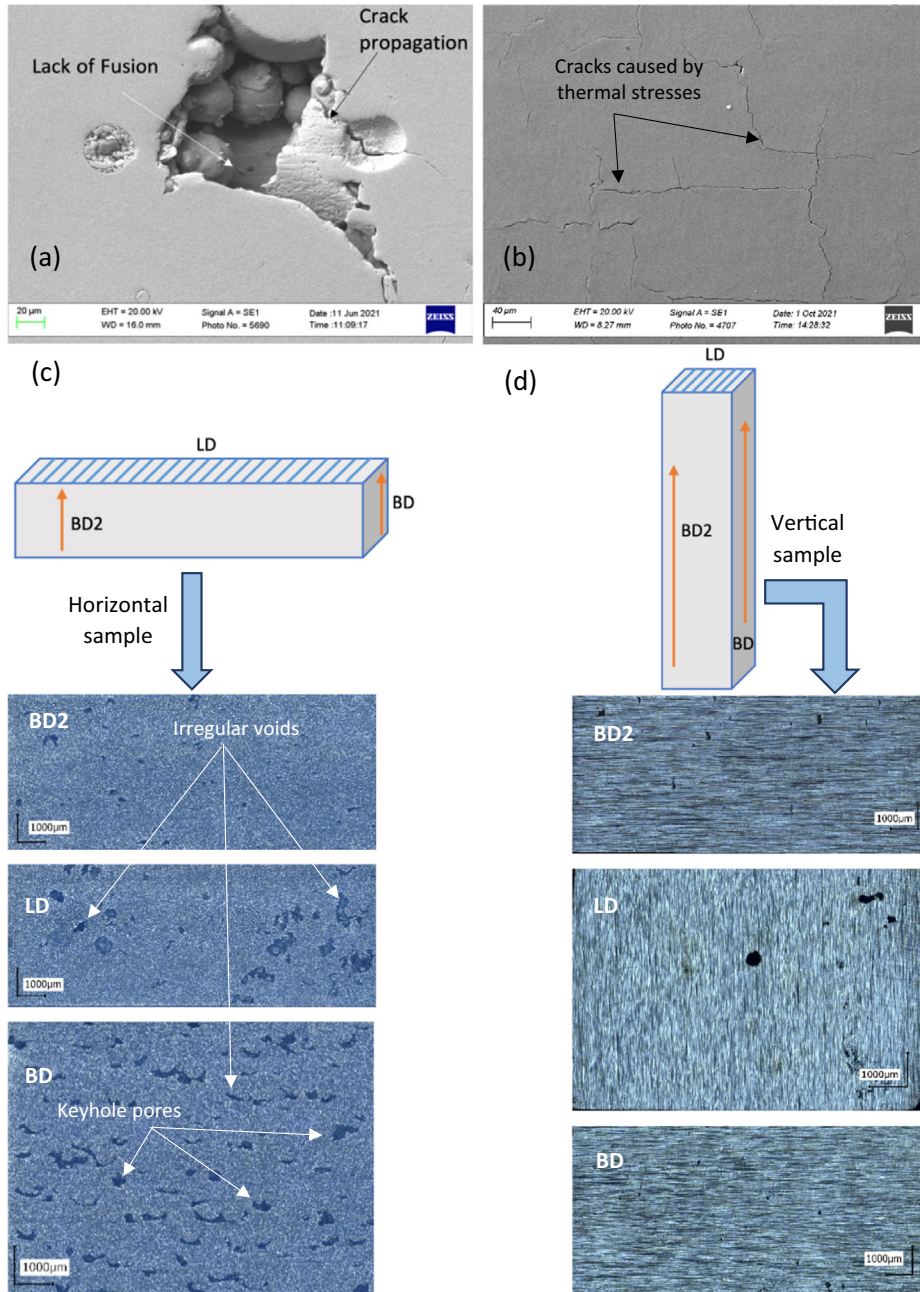 Lack of Fusion
Crack
propagation
(a)
20 µm
EHT = 20.00 kV
WD = 16.0 mm
Signal A = SE1
Photo No. = 5690
Date :11 Jun 2021
Time :11:09:17
ZEISS
Cracks caused by
thermal stresses
(b)
40 µm
EHT = 20.00 kV
WD = 8.27 mm
Signal A = SE1
Photo No. = 4707
Date :1 Oct 2021
Time :14:28:32
ZEISS
(c)
LD
BD2
BD
Horizontal
sample
BD2
Irregular voids
1000µm
LD
1000µm
BD
Keyhole pores
1000µm
(d)
LD
BD2
BD
Vertical
sample
BD2
1000µm
LD
1000µm
BD
1000µm